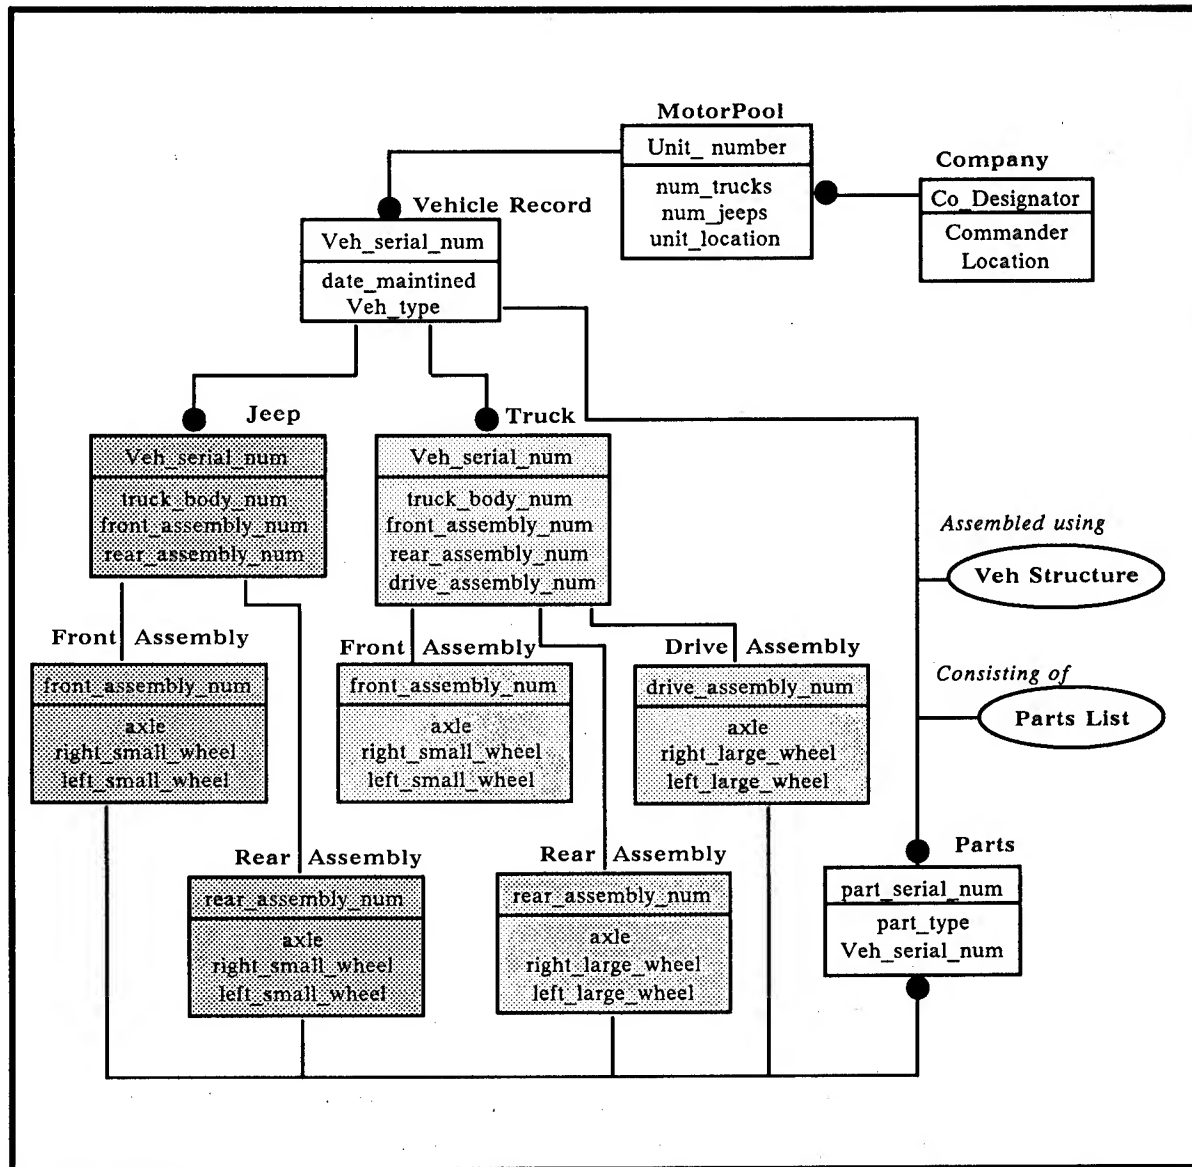 MotorPool
Unit_ number
num_trucks
num_jeeps
unit_location
Company
Co_Designator
Commander
Location
Vehicle Record
Veh_serial_num
date_maintined
Veh_type
Jeep
Veh_serial_num
truck_body_num
front_assembly_num
rear_assembly_num
Truck
Veh_serial_num
truck_body_num
front_assembly_num
rear_assembly_num
drive_assembly_num
Assembled using
Veh Structure
Consisting of
Parts List
Front Assembly
front_assembly_num
axle
right_small_wheel
left_small_wheel
Front Assembly
front_assembly_num
axle
right_small_wheel
left_small_wheel
Drive Assembly
drive_assembly_num
axle
right_large_wheel
left_large_wheel
Rear Assembly
rear_assembly_num
axle
right_small_wheel
left_small_wheel
Rear Assembly
rear_assembly_num
axle
right_large_wheel
left_large_wheel
Parts
part_serial_num
part_type
Veh_serial_num